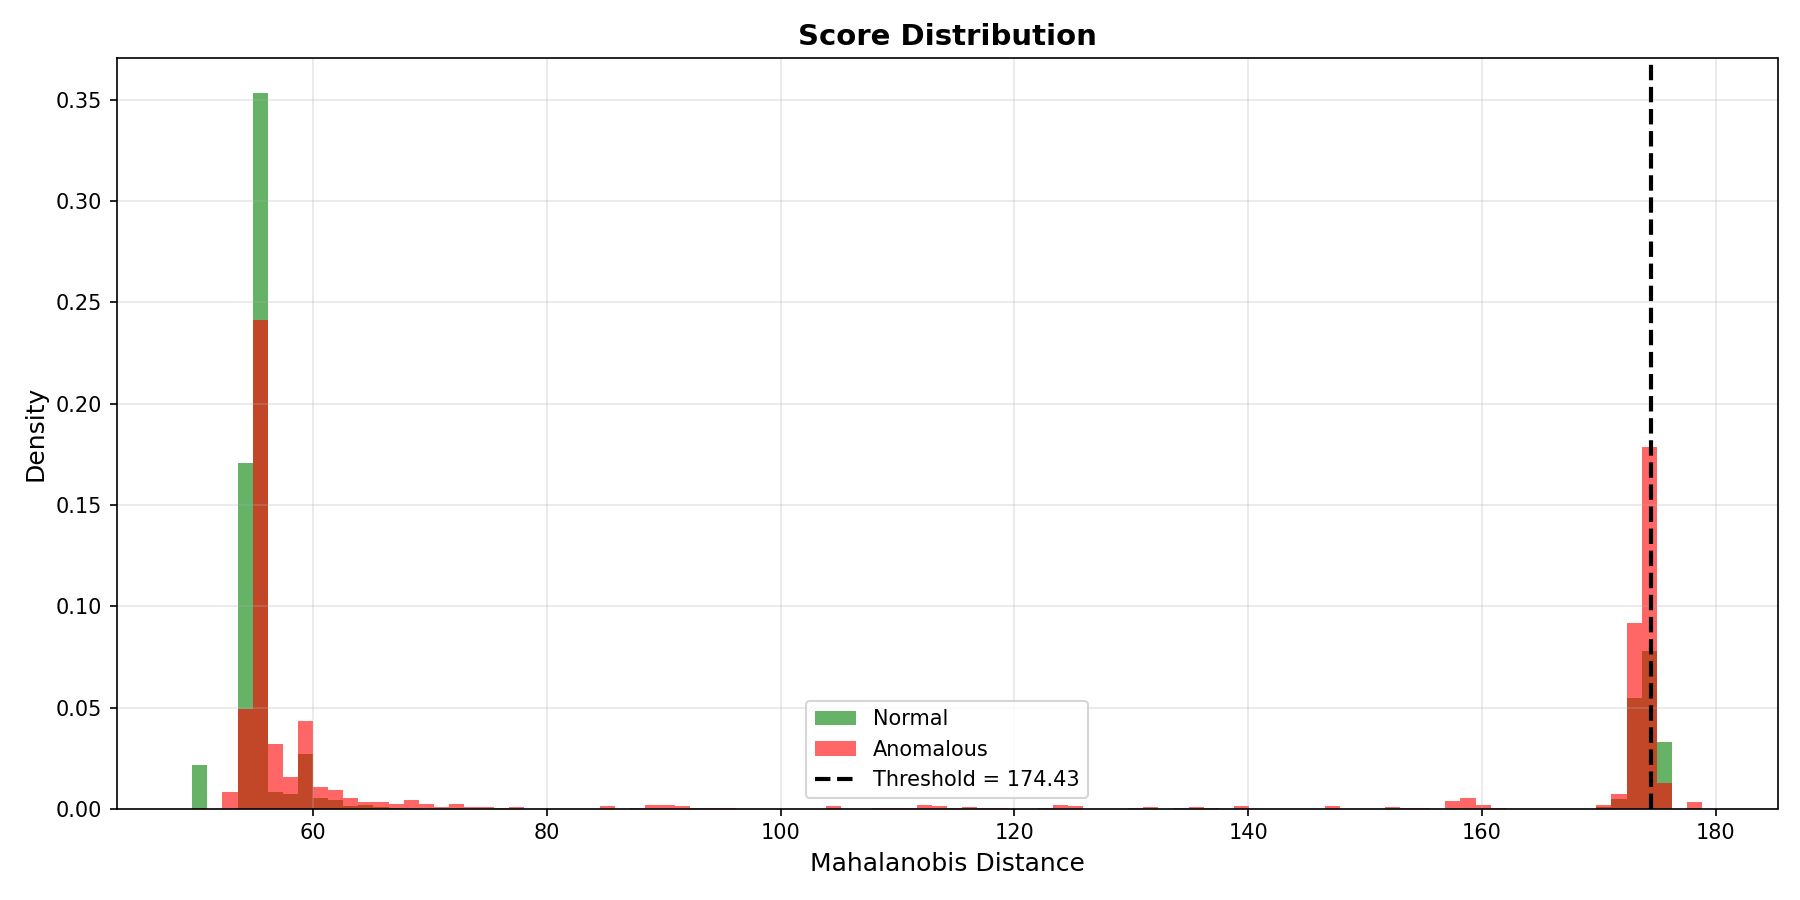 Score Distribution
Density
0.35
0.30
0.25
0.20
0.15
0.10
0.05
0.00
Normal
Anomalous
Threshold = 174.43
60 80 100 120 140 160 180
Mahalanobis Distance